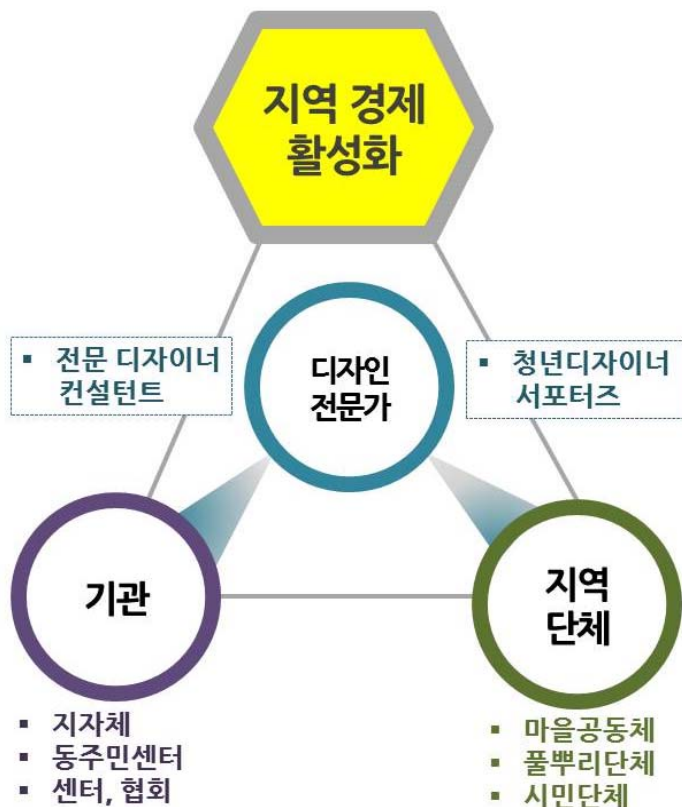 지역 경제
활성화
▪ 전문 디자이너
컨설턴트
디자인
전문가
▪ 청년디자이너
서포터즈
기관
지역
단체
▪ 지자체
▪ 동주민센터
▪ 센터, 협회
▪ 마을공동체
▪ 풀뿌리단체
▪ 시민단체